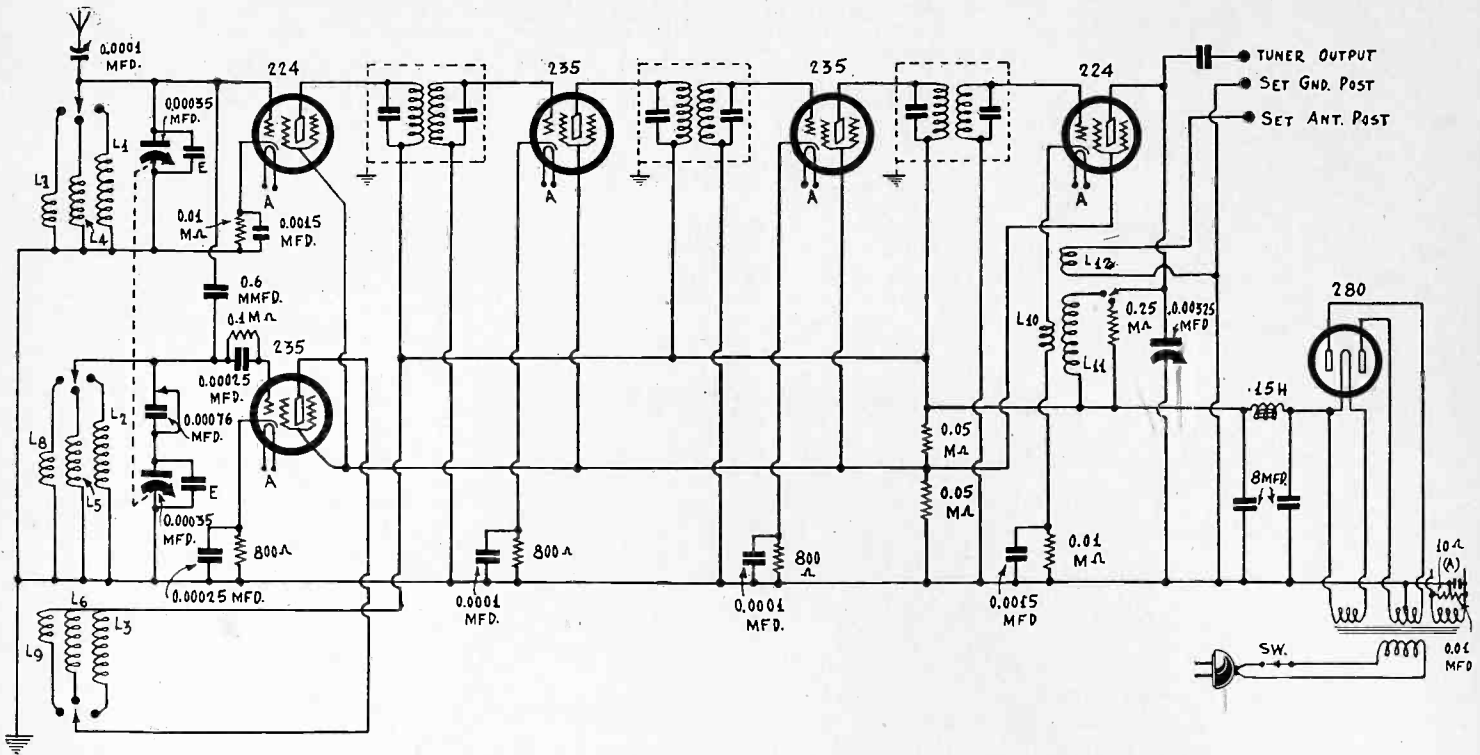 0.0001
MFD.
224
235
235
224
TUNER OUTPUT
SET GND. POST
SET ANT. POST
0.00035
MFD.
L1
E
L7
L4
0.01
MΩ
A
0.0015
MFD.
A
A
A
L12
0.6
MMFD.
0.1MΩ
235
0.00025
MFD.
L10
L11
0.25
MΩ
0.00325
MFD
280
.15H
L8
L2
L5
0.00076
MFD.
E
0.00035
MFD.
A
800Ω
0.00025 MFD.
0.0001
MFD.
800Ω
0.0001
MFD.
800
Ω
0.05
MΩ
0.05
MΩ
0.0015
MFD
0.01
MΩ
8MFD.
10Ω
(A)
0.01
MFD
SW.
L6
L3
L9